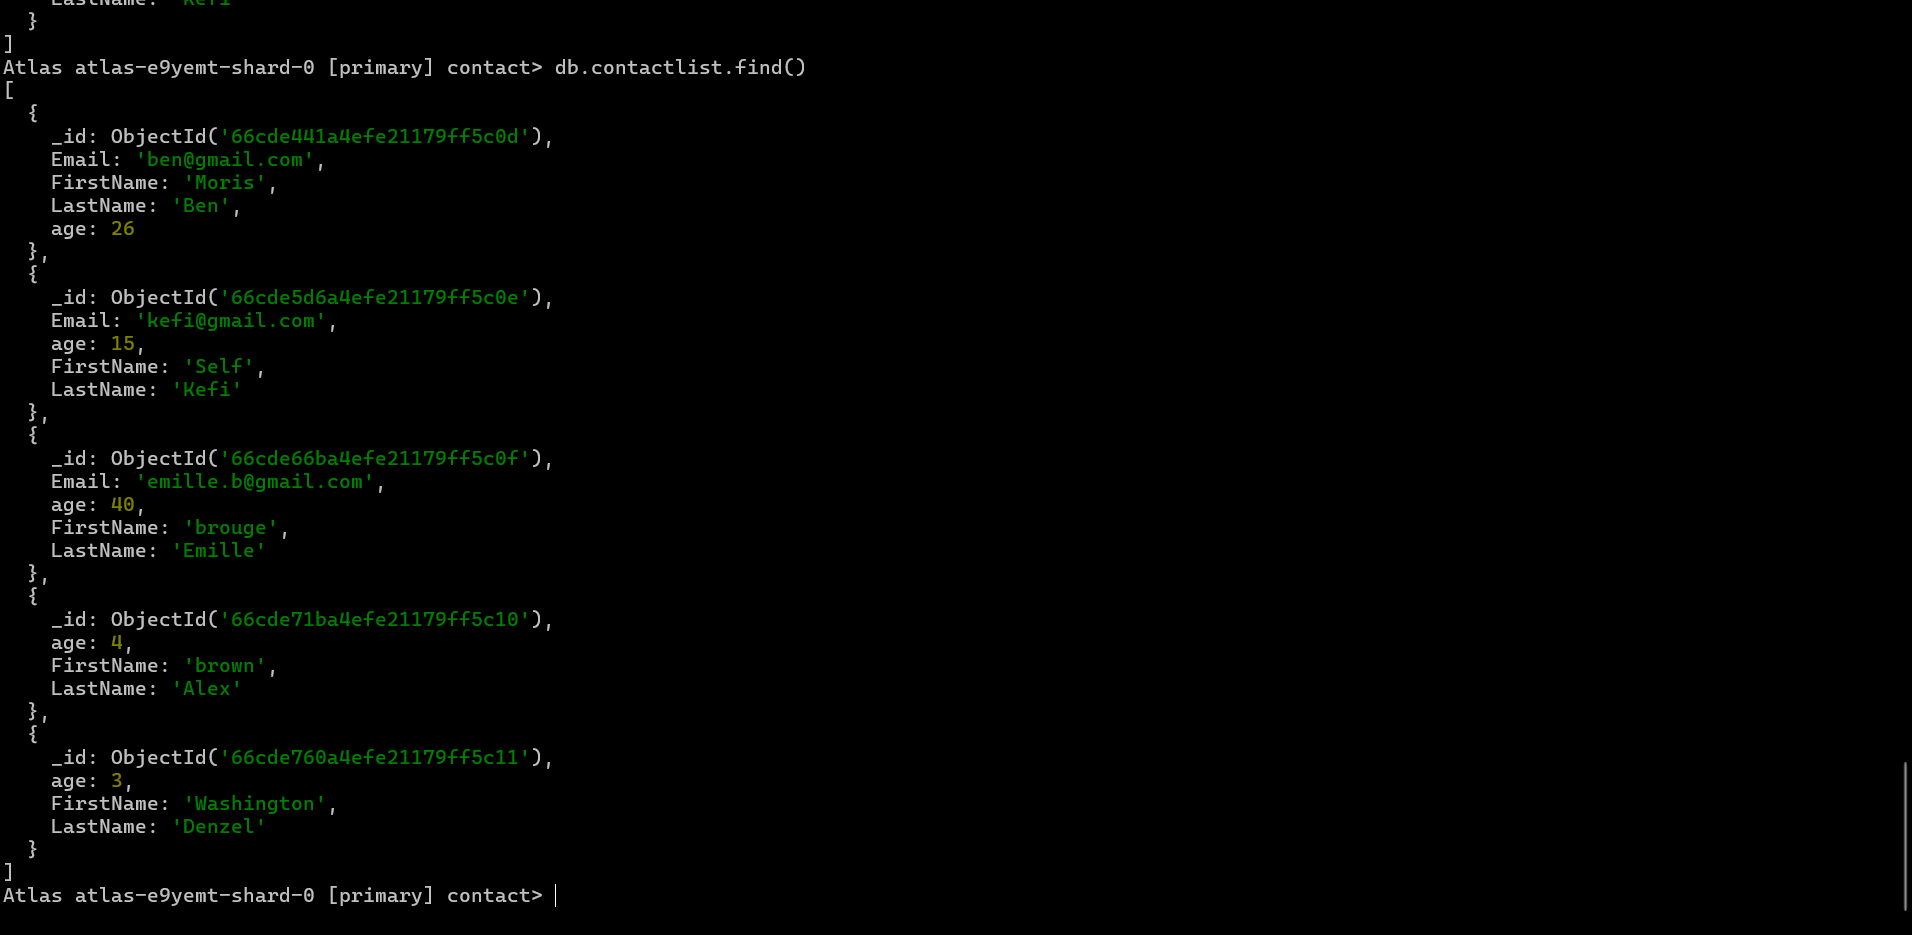 LastName: 'Kefi'
  }
]
Atlas atlas-e9yemt-shard-0 [primary] contact> db.contactlist.find()
[
  {
    _id: ObjectId('66cde441a4efe21179ff5c0d'),
    Email: 'ben@gmail.com',
    FirstName: 'Moris',
    LastName: 'Ben',
    age: 26
  },
  {
    _id: ObjectId('66cde5d6a4efe21179ff5c0e'),
    Email: 'kefi@gmail.com',
    age: 15,
    FirstName: 'Self',
    LastName: 'Kefi'
  },
  {
    _id: ObjectId('66cde66ba4efe21179ff5c0f'),
    Email: 'emille.b@gmail.com',
    age: 40,
    FirstName: 'brouge',
    LastName: 'Emille'
  },
  {
    _id: ObjectId('66cde71ba4efe21179ff5c10'),
    age: 4,
    FirstName: 'brown',
    LastName: 'Alex'
  },
  {
    _id: ObjectId('66cde760a4efe21179ff5c11'),
    age: 3,
    FirstName: 'Washington',
    LastName: 'Denzel'
  }
]
Atlas atlas-e9yemt-shard-0 [primary] contact>